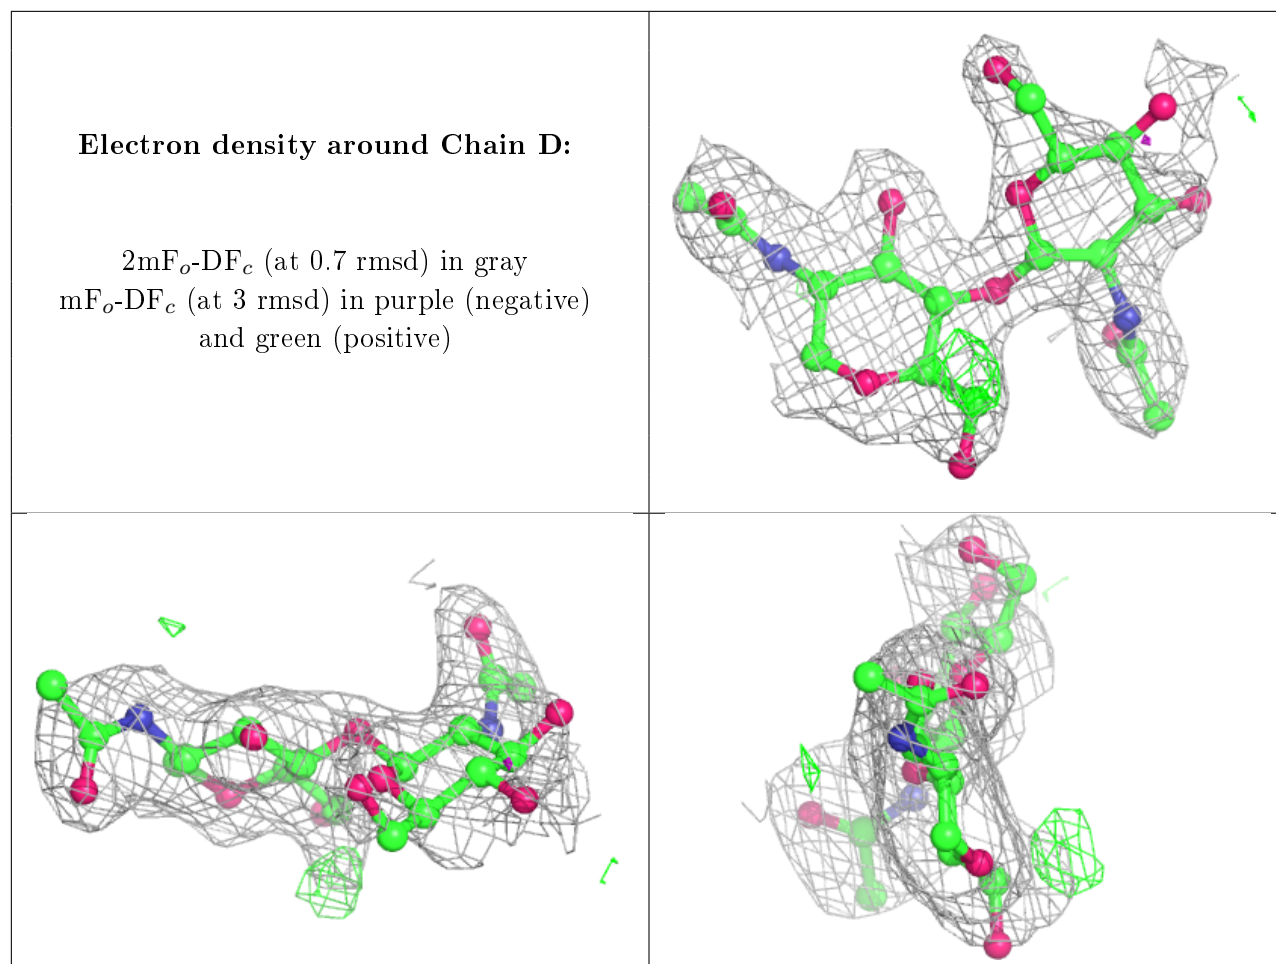 Electron density around Chain D:
2mFo-DFc (at 0.7 rmsd) in gray
mFo-DFc (at 3 rmsd) in purple (negative)
and green (positive)